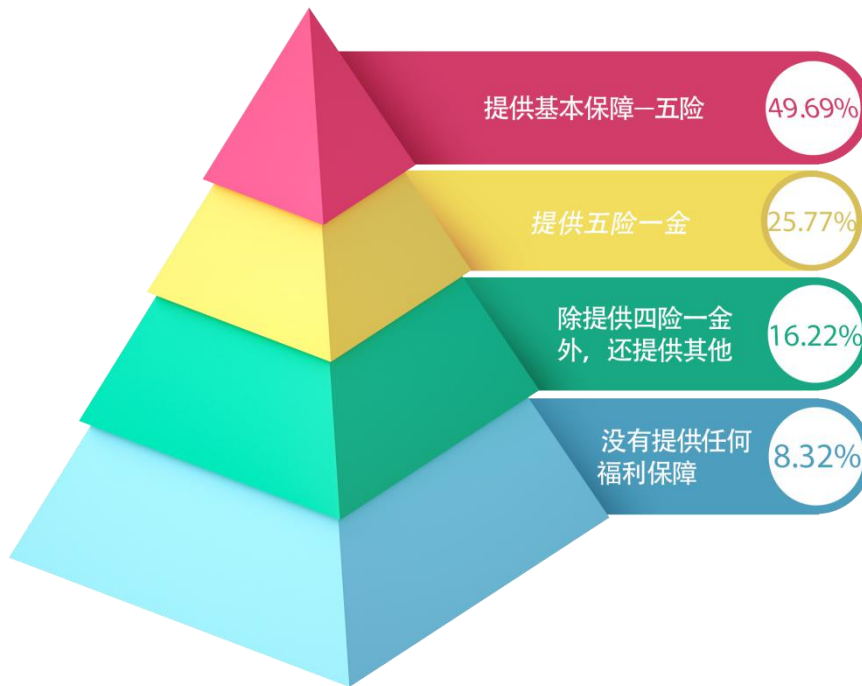 提供基本保障—五险
49.69%
提供五险一金
25.77%
除提供四险一金
外，还提供其他
16.22%
没有提供任何
福利保障
8.32%